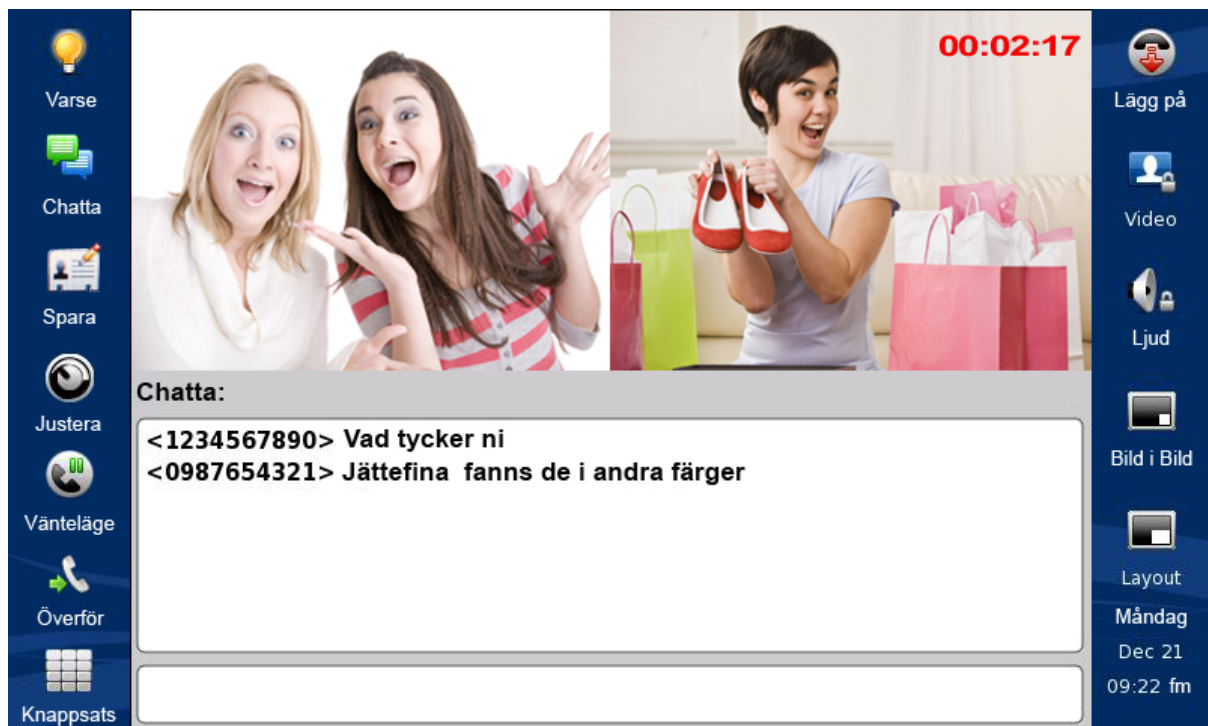 Varse
Chatta
Spara
Justera
Vänteläge
Överför
Knappsats
00:02:17
Chatta:
<1234567890> Vad tycker ni
<0987654321> Jättefina fanns de i andra färger
Lägg på
Video
Ljud
Bild i Bild
Layout
Måndag
Dec 21
09:22 fm